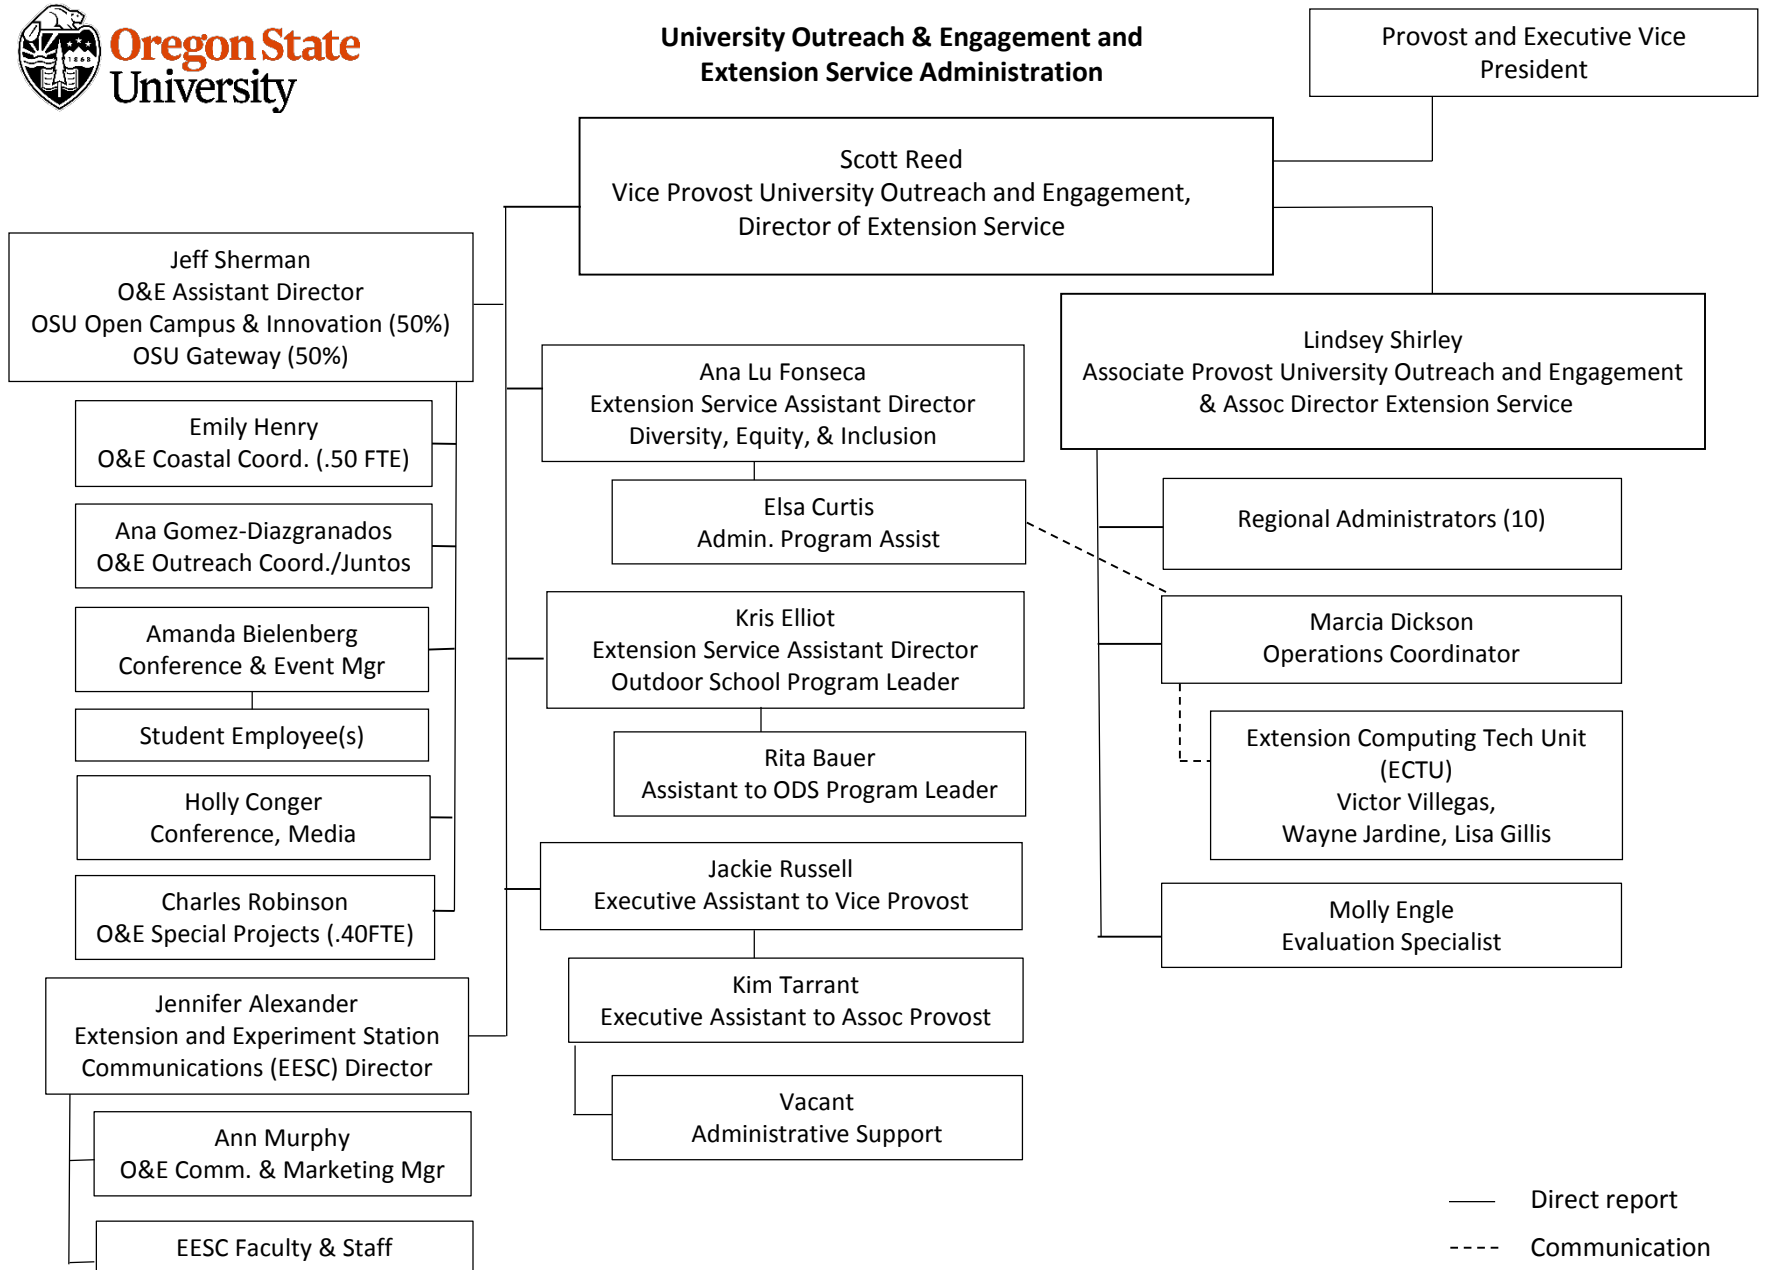 Oregon State
University
1868
University Outreach & Engagement and
Extension Service Administration
Provost and Executive Vice
President
Scott Reed
Vice Provost University Outreach and Engagement,
Director of Extension Service
Jeff Sherman
O&E Assistant Director
OSU Open Campus & Innovation (50%)
OSU Gateway (50%)
Emily Henry
O&E Coastal Coord. (.50 FTE)
Ana Gomez-Diazgranados
O&E Outreach Coord./Juntos
Amanda Bielenberg
Conference & Event Mgr
Student Employee(s)
Holly Conger
Conference, Media
Charles Robinson
O&E Special Projects (.40FTE)
Jennifer Alexander
Extension and Experiment Station
Communications (EESC) Director
Ann Murphy
O&E Comm. & Marketing Mgr
EESC Faculty & Staff
Ana Lu Fonseca
Extension Service Assistant Director
Diversity, Equity, & Inclusion
Elsa Curtis
Admin. Program Assist
Kris Elliot
Extension Service Assistant Director
Outdoor School Program Leader
Rita Bauer
Assistant to ODS Program Leader
Jackie Russell
Executive Assistant to Vice Provost
Kim Tarrant
Executive Assistant to Assoc Provost
Vacant
Administrative Support
Lindsey Shirley
Associate Provost University Outreach and Engagement
& Assoc Director Extension Service
Regional Administrators (10)
Marcia Dickson
Operations Coordinator
Extension Computing Tech Unit
(ECTU)
Victor Villegas,
Wayne Jardine, Lisa Gillis
Molly Engle
Evaluation Specialist
Direct report
Communication